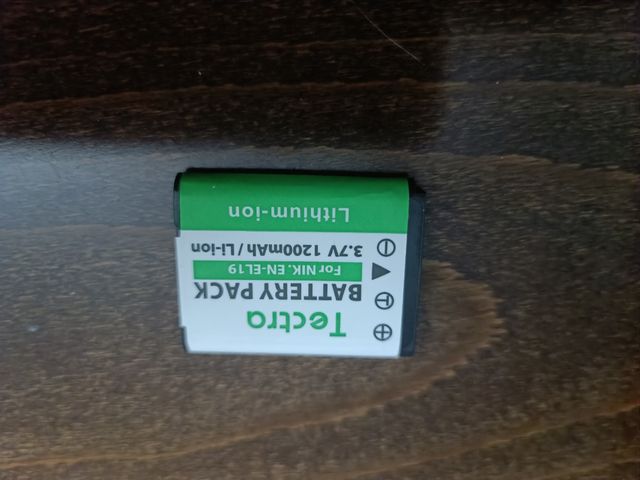 Tectra
BATTERY PACK
For NIK. EN-EL19
3.7V 1200mAh / Li-ion
Lithium-ion